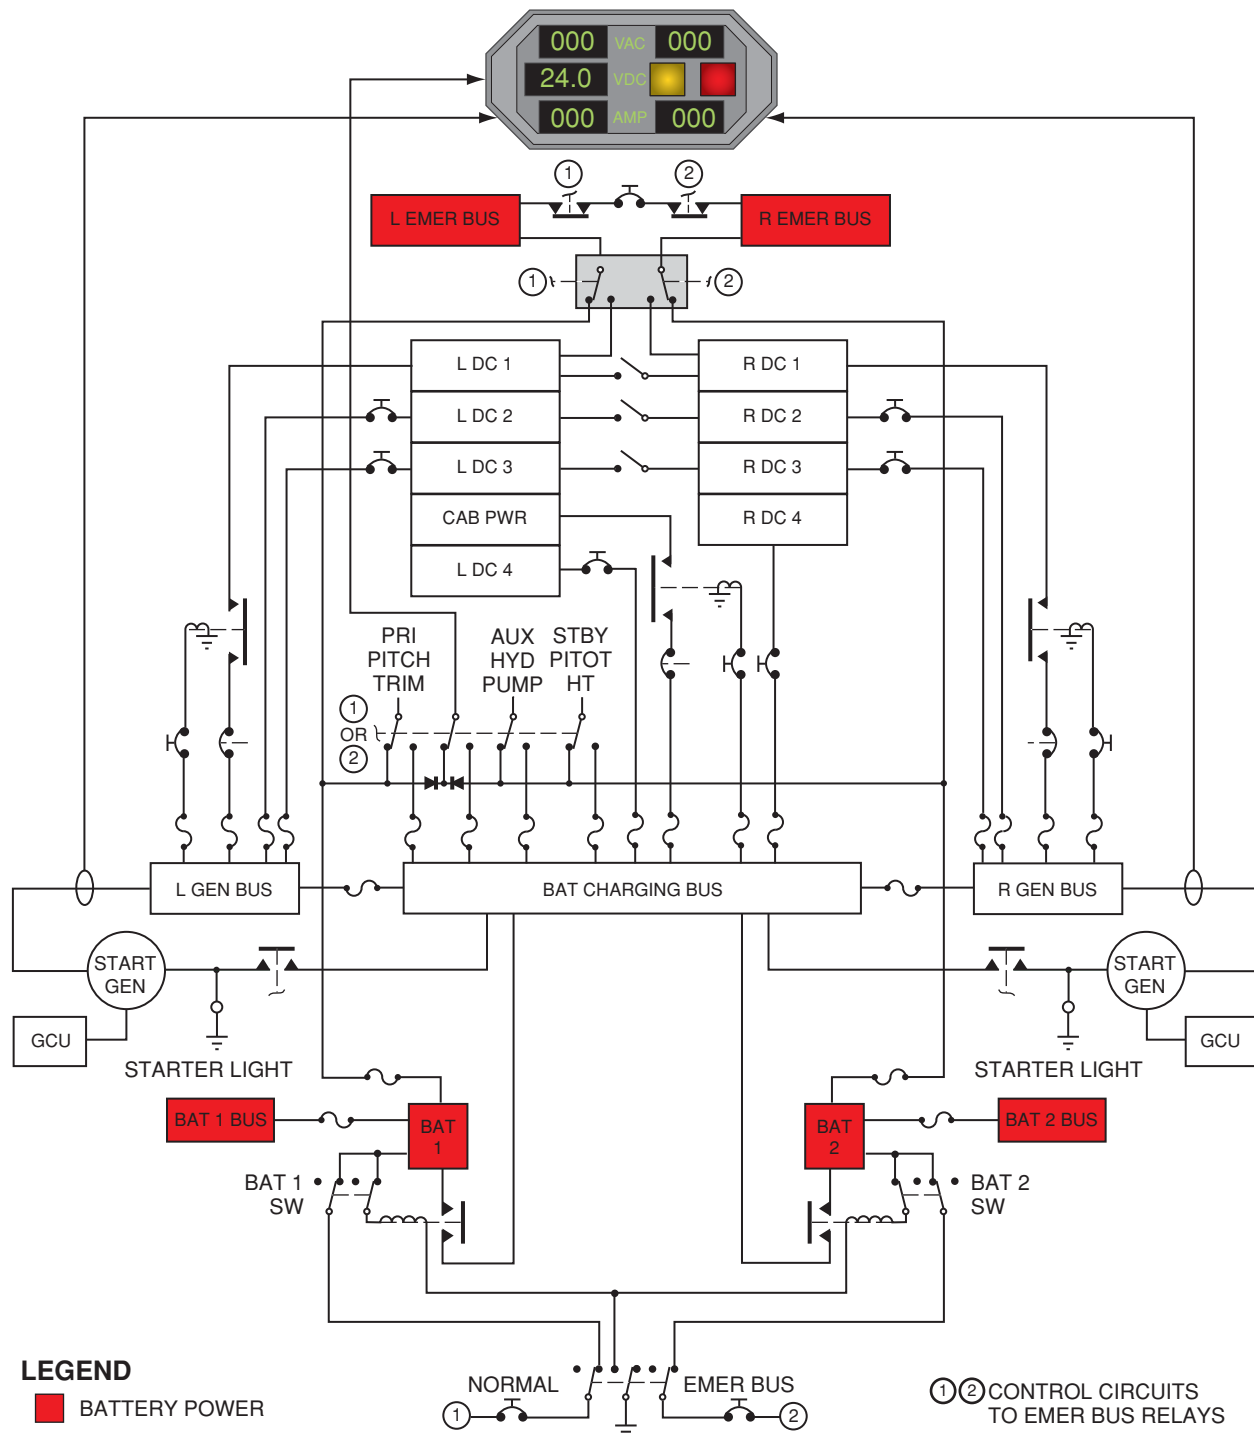 000 VAC 000
24.0 VDC
000 AMP 000
1
2
L EMER BUS
R EMER BUS
1
2
L DC 1
R DC 1
L DC 2
R DC 2
L DC 3
R DC 3
CAB PWR
R DC 4
L DC 4
PRI
PITCH
TRIM
AUX
HYD
PUMP
STBY
PITOT
HT
1
OR
2
L GEN BUS
BAT CHARGING BUS
R GEN BUS
START
GEN
START
GEN
GCU
GCU
STARTER LIGHT
STARTER LIGHT
BAT 1 BUS
BAT
1
BAT
2
BAT 2 BUS
BAT 1
SW
BAT 2
SW
LEGEND
BATTERY POWER
NORMAL
EMER BUS
1
2
1 2 CONTROL CIRCUITS
TO EMER BUS RELAYS